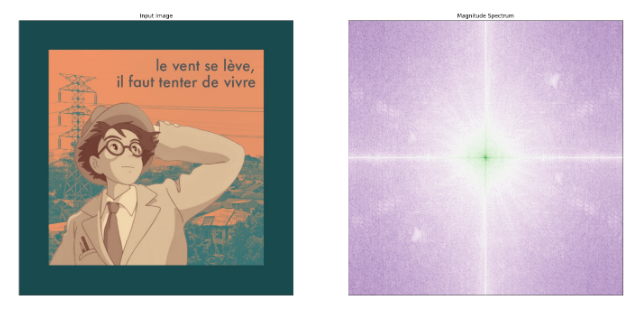 Input Image
Magnitude Spectrum
le vent se lève,
il faut tenter de vivre